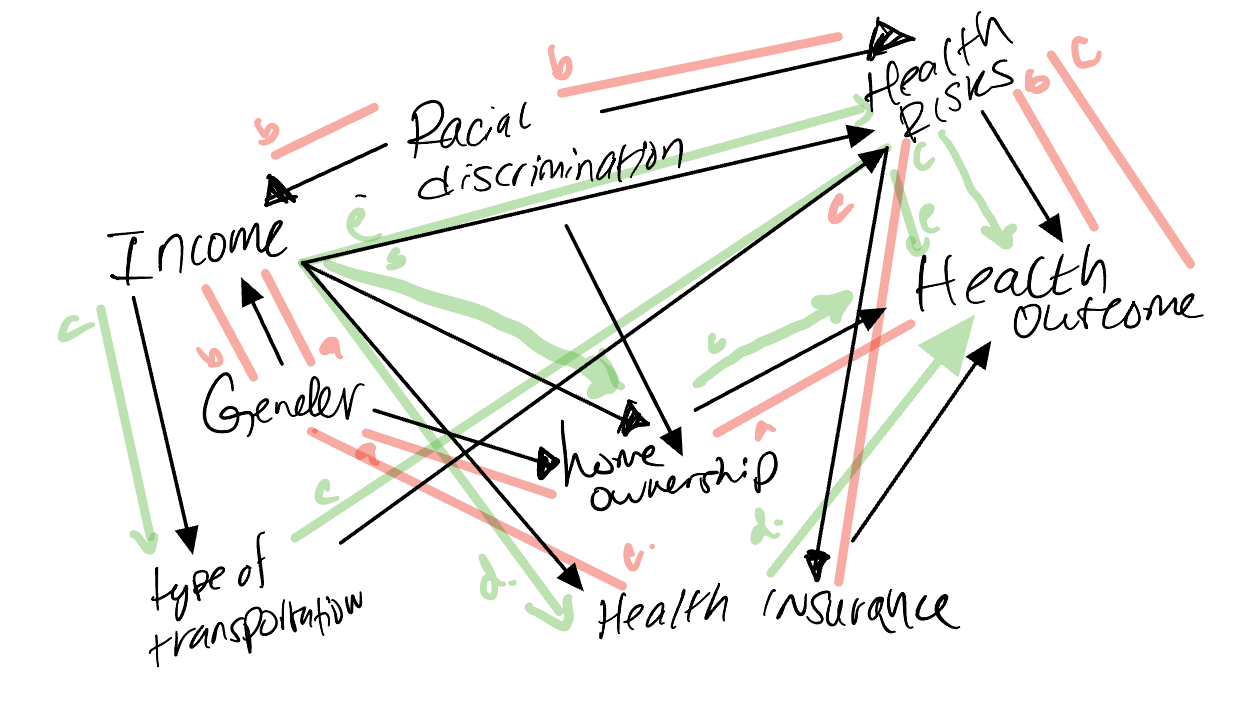 b
c
Health
Risks
b
b
Racial
discrimination
c
e
c
e
s
Income
Health
Outcome
c
b
a
Gender
a
a
c
home
ownership
d.
d.
type of
transportation
Health insurance